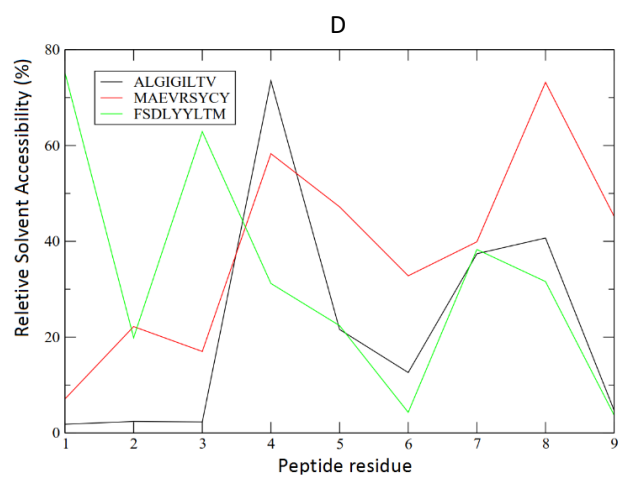 D
80
60
40
20
0
Reletive Solvent Accessibility (%)
ALGIGILTV
MAEVRSYCY
FSDLYYLTM
1 2 3 4 5 6 7 8 9
Peptide residue